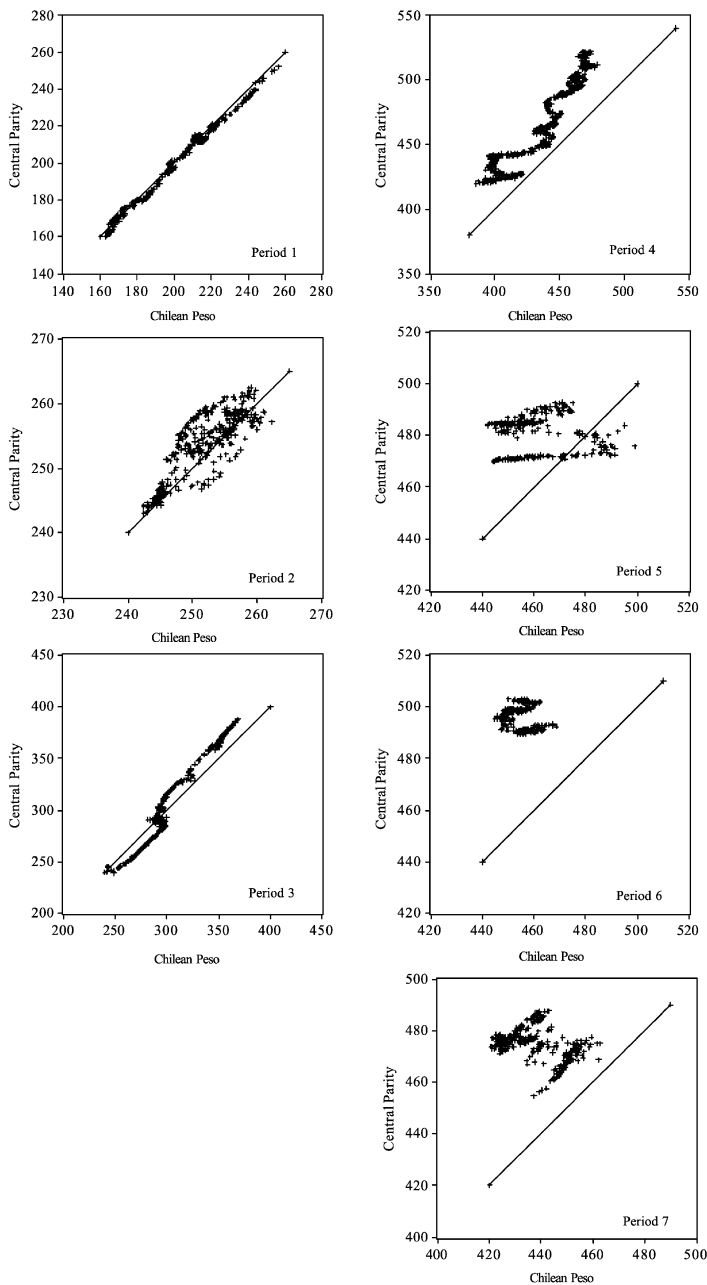 280
260
240
220
200
180
160
140
Central Parity
Period 1
140 160 180 200 220 240 260 280
Chilean Peso
550
500
450
400
350
Central Parity
Period 4
350 400 450 500 550
Chilean Peso
270
260
250
240
230
Central Parity
Period 2
230 240 250 260 270
Chilean Peso
520
500
480
460
440
420
Central Parity
Period 5
420 440 460 480 500 520
Chilean Peso
450
400
350
300
250
200
Central Parity
Period 3
200 250 300 350 400 450
Chilean Peso
520
500
480
460
440
420
Central Parity
Period 6
420 440 460 480 510 520
Chilean Peso
500
480
460
440
420
400
Central Parity
Period 7
400 420 440 460 480 500
Chilean Peso